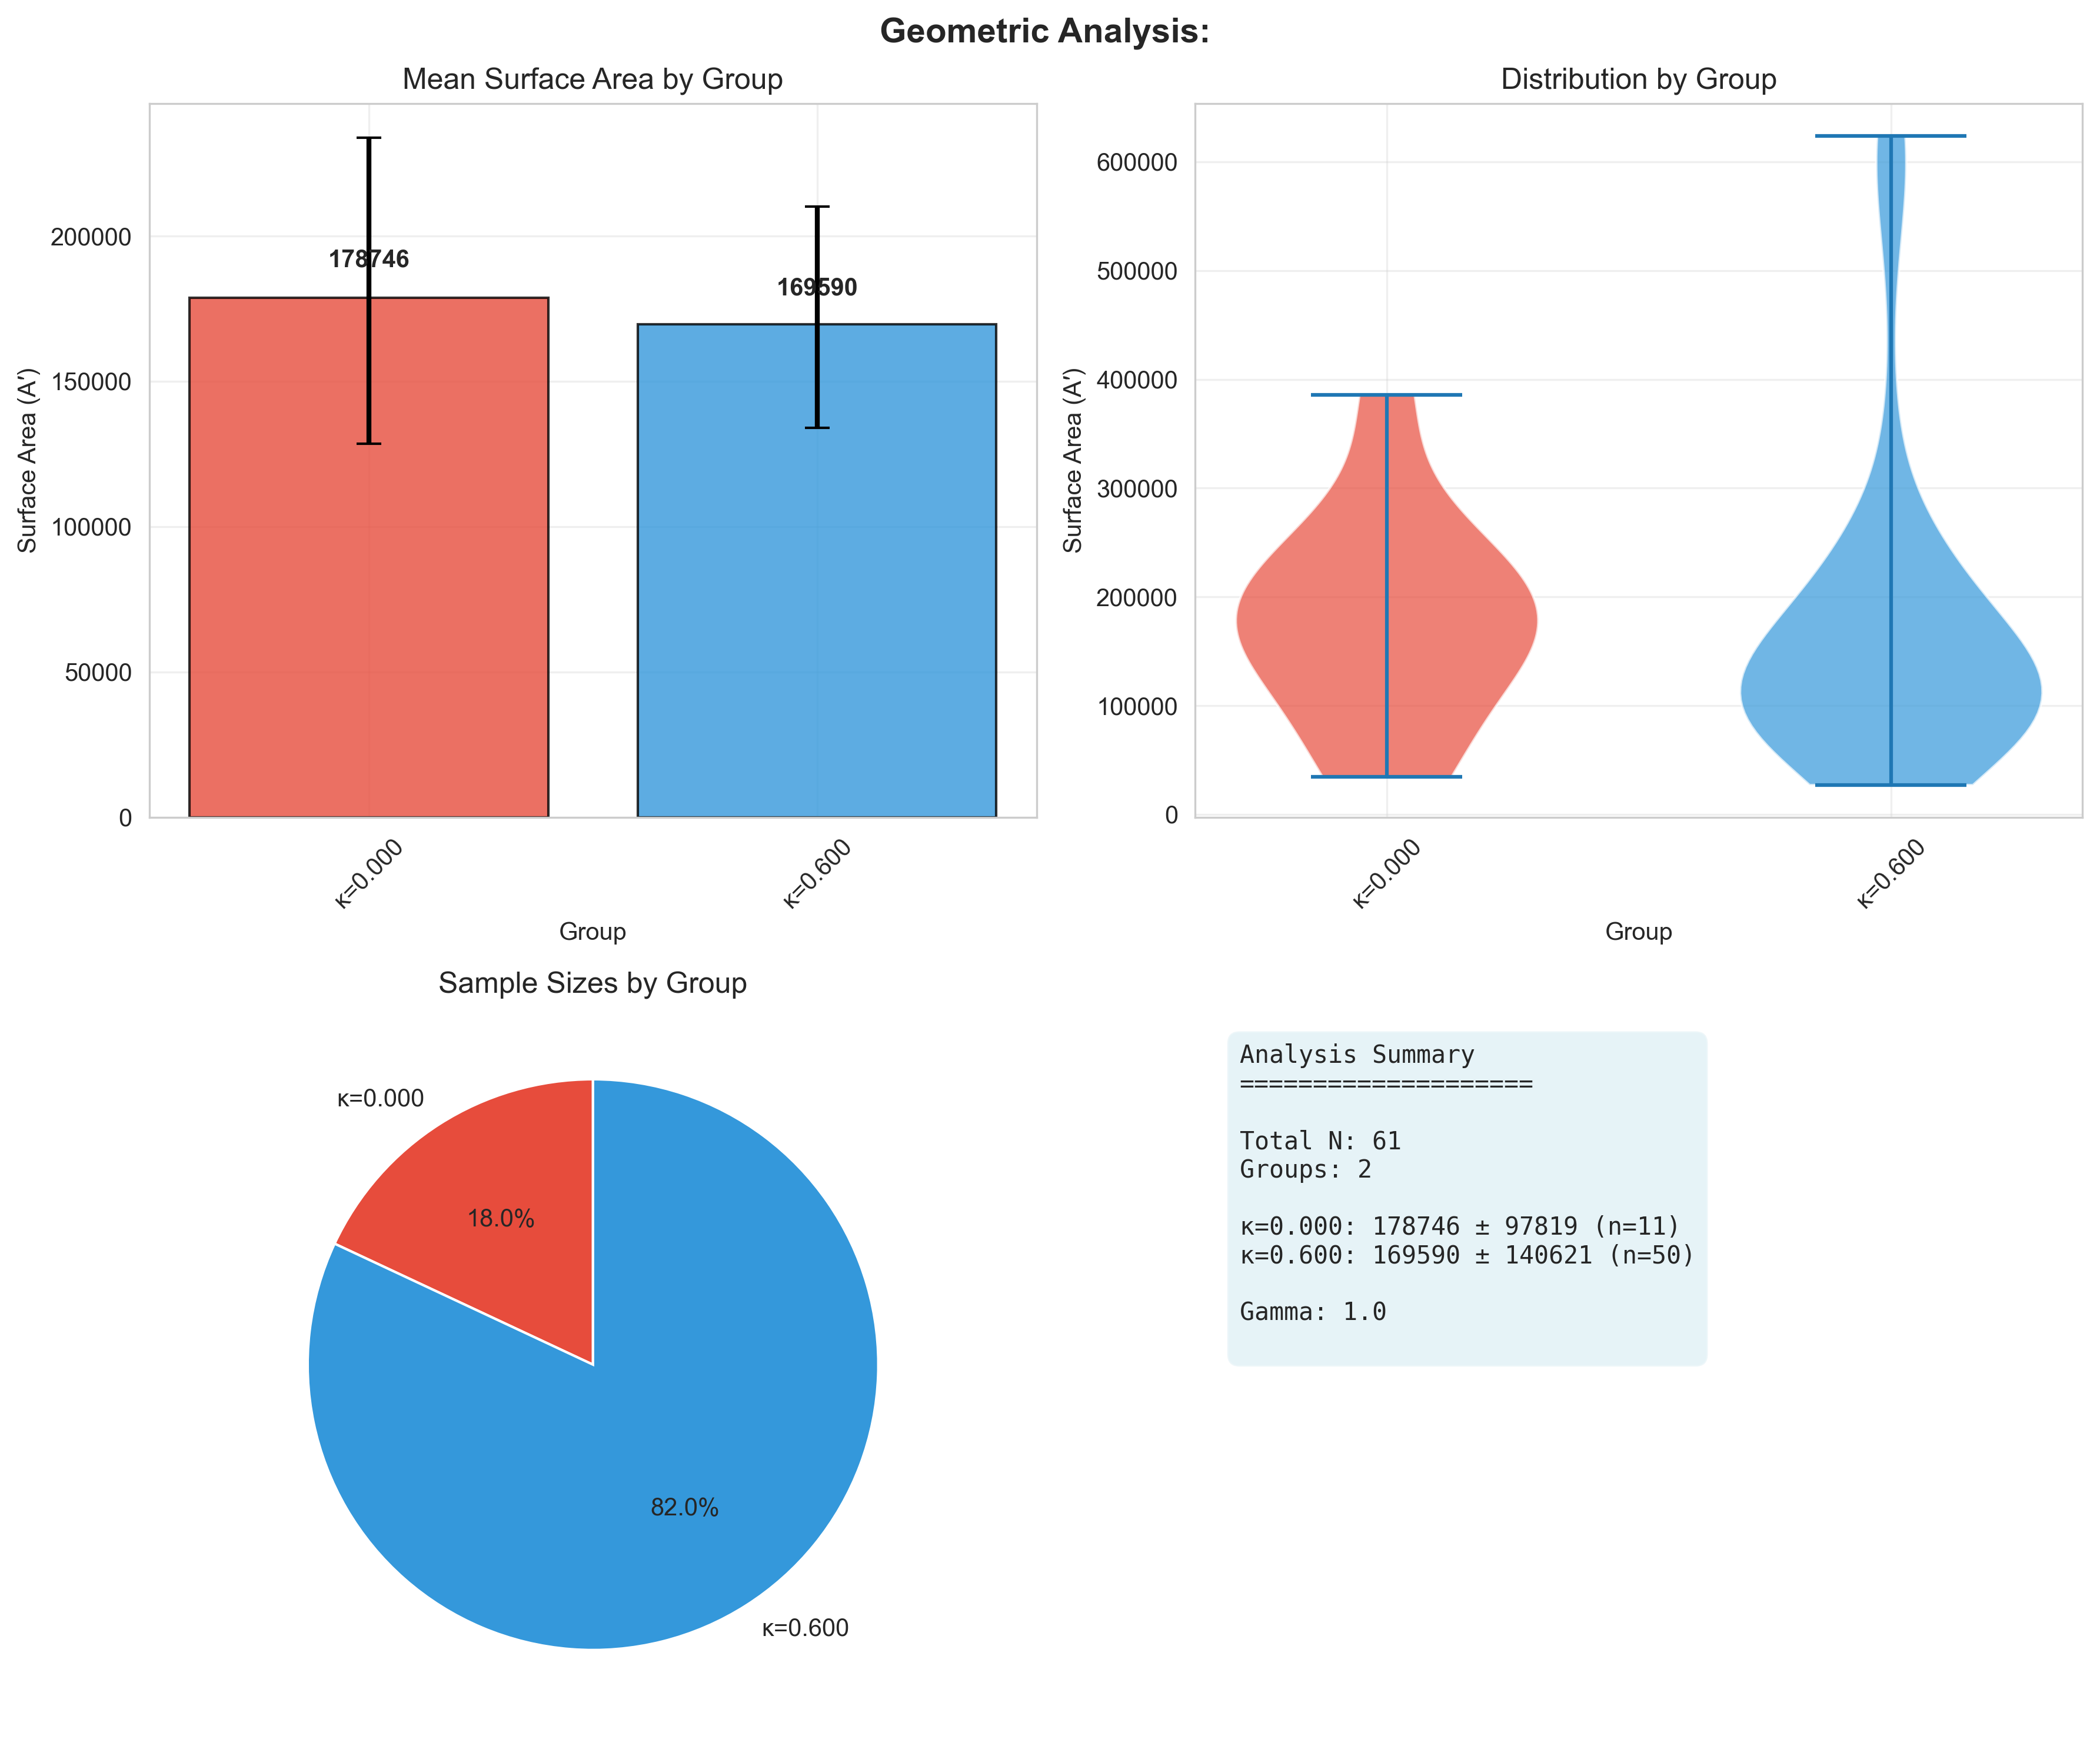 Geometric Analysis:
Mean Surface Area by Group
Surface Area (A′)
200000
150000
100000
50000
0
178746
169590
κ=0.000
κ=0.600
Group
Distribution by Group
Surface Area (A′)
600000
500000
400000
300000
200000
100000
0
κ=0.000
κ=0.600
Group
Sample Sizes by Group
κ=0.000
18.0%
82.0%
κ=0.600
Analysis Summary
====================
Total N: 61
Groups: 2
κ=0.000: 178746 ± 97819 (n=11)
κ=0.600: 169590 ± 140621 (n=50)
Gamma: 1.0